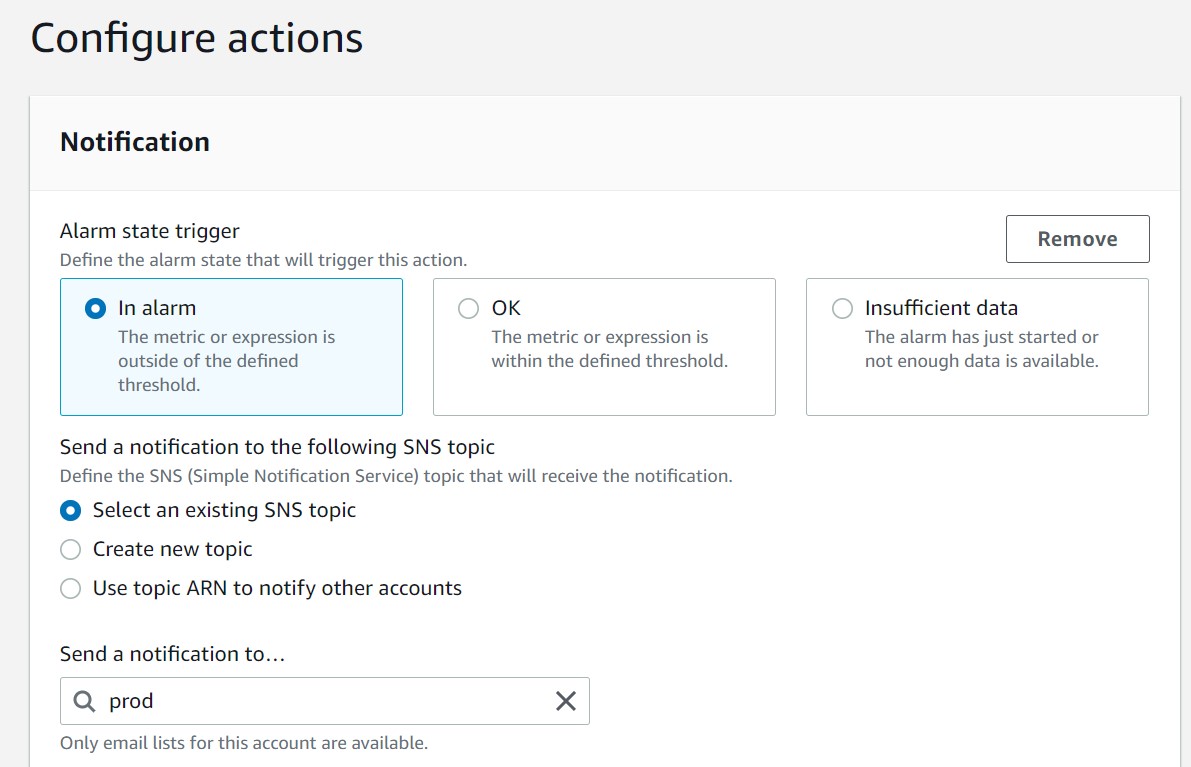 Configure actions
Notification
Alarm state trigger
Define the alarm state that will trigger this action.
Remove
In alarm
The metric or expression is
outside of the defined
threshold.
OK
The metric or expression is
within the defined threshold.
Insufficient data
The alarm has just started or
not enough data is available.
Send a notification to the following SNS topic
Define the SNS (Simple Notification Service) topic that will receive the notification.
Select an existing SNS topic
Create new topic
Use topic ARN to notify other accounts
Send a notification to…
prod
Only email lists for this account are available.